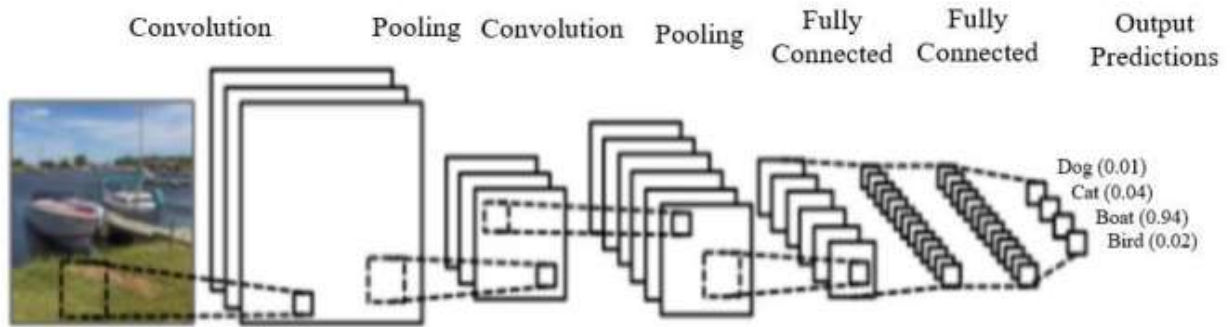 Convolution
Pooling
Convolution
Pooling
Fully
Connected
Fully
Connected
Output
Predictions
Dog (0.01)
Cat (0.04)
Boat (0.94)
Bird (0.02)